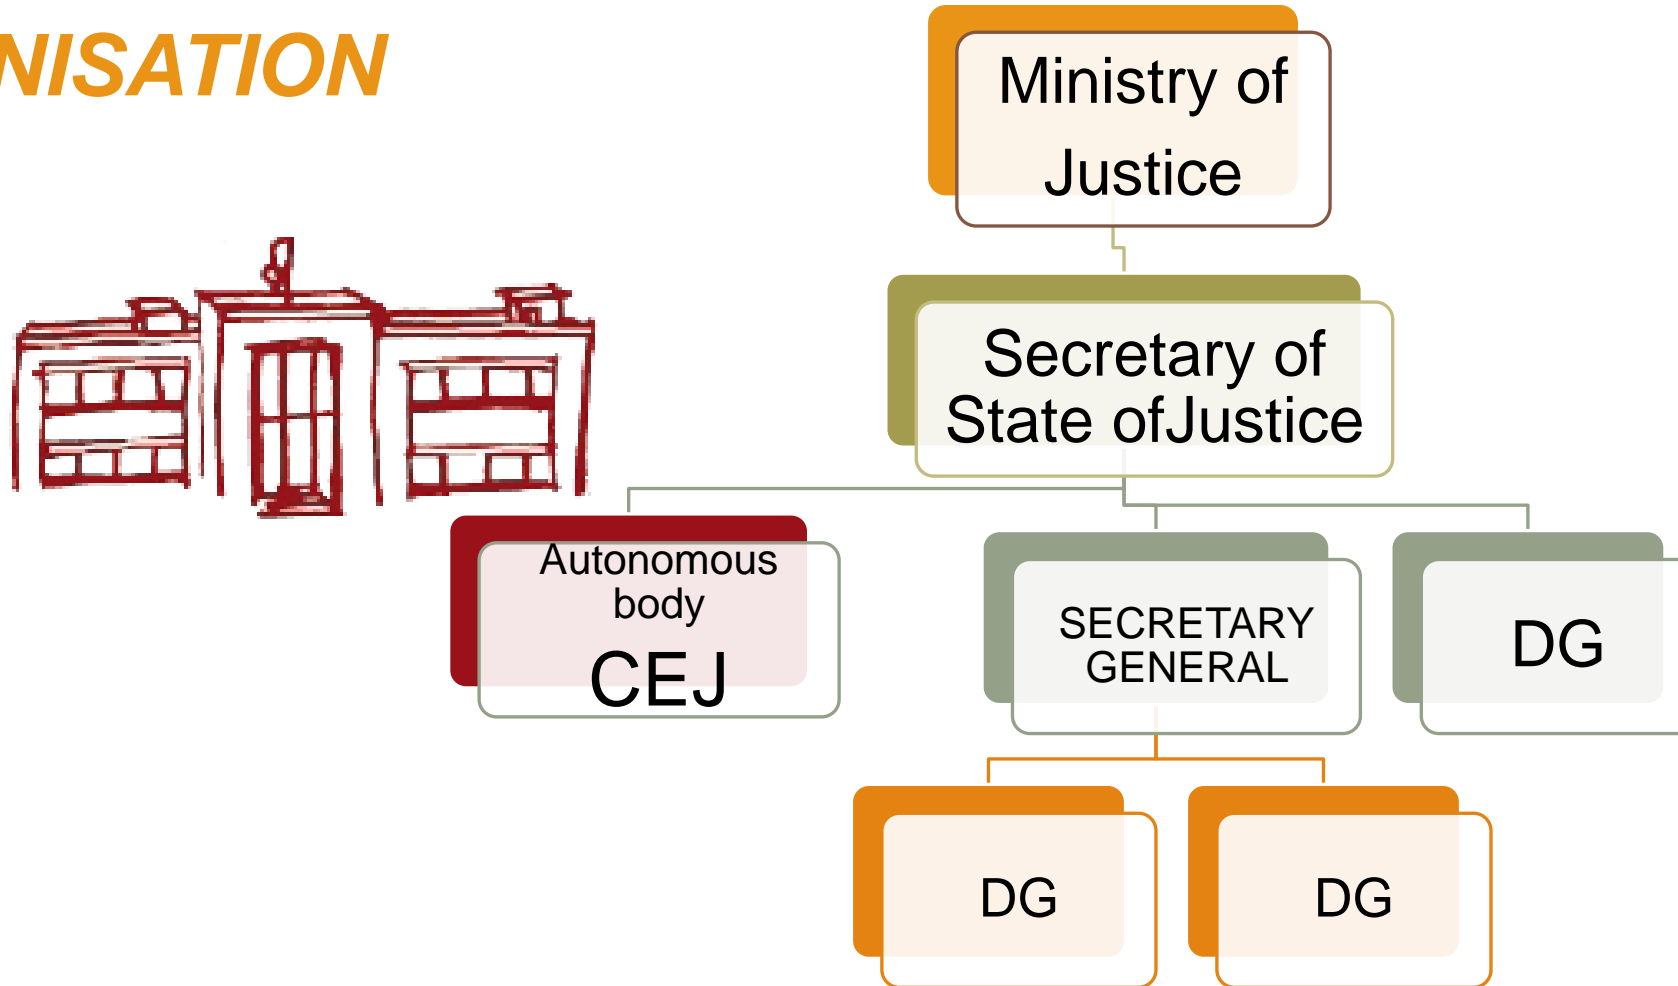 NISATION
Ministry of
Justice
Secretary of
State ofJustice
Autonomous
body
CEJ
SECRETARY
GENERAL
DG
DG
DG